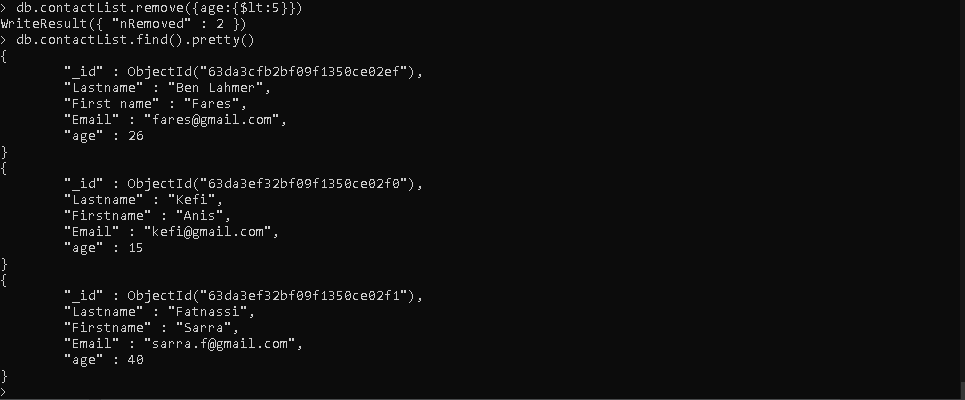 > db.contactList.remove({age:{$lt:5}})
WriteResult({ "nRemoved" : 2 })
> db.contactList.find().pretty()
{
        "_id" : ObjectId("63da3cfb2bf09f1350ce02ef"),
        "Lastname" : "Ben Lahmer",
        "First name" : "Fares",
        "Email" : "fares@gmail.com",
        "age" : 26
}
{
        "_id" : ObjectId("63da3ef32bf09f1350ce02f0"),
        "Lastname" : "Kefi",
        "Firstname" : "Anis",
        "Email" : "kefi@gmail.com",
        "age" : 15
}
{
        "_id" : ObjectId("63da3ef32bf09f1350ce02f1"),
        "Lastname" : "Fatnassi",
        "Firstname" : "Sarra",
        "Email" : "sarra.f@gmail.com",
        "age" : 40
}
>